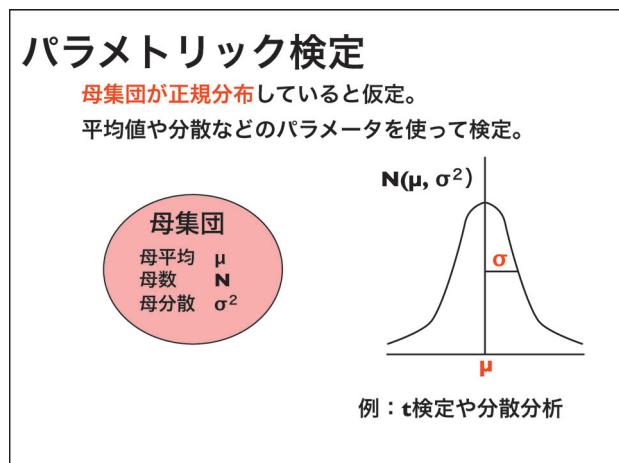 パラメトリック検定
母集団が正規分布していると仮定。
平均値や分散などのパラメータを使って検定。
母集団
母平均 μ
母数 N
母分散 σ²
N(μ, σ²)
σ
μ
例：t検定や分散分析